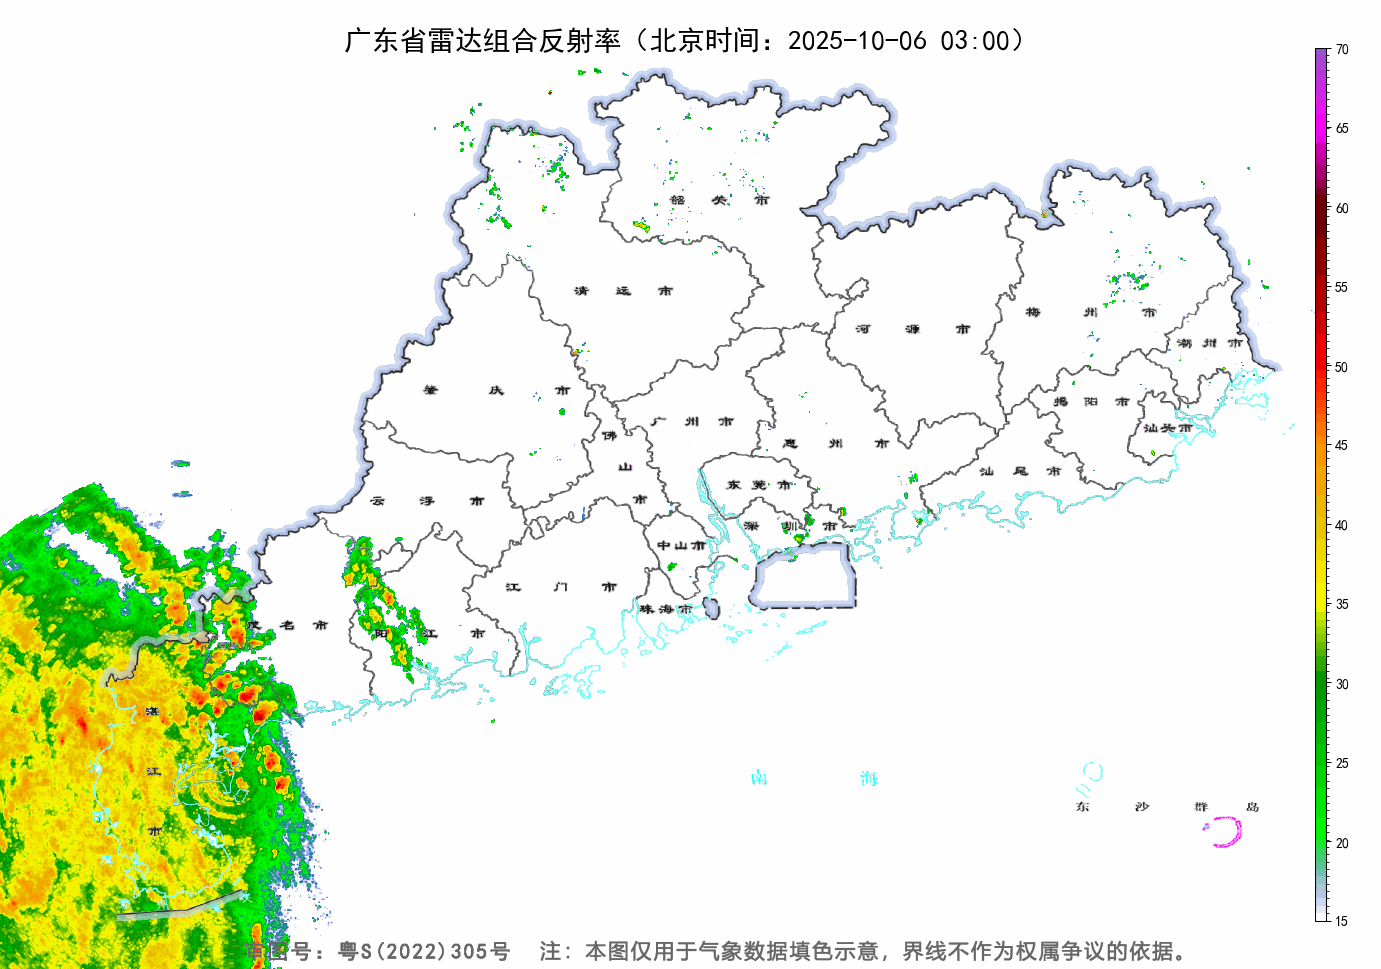 广东省雷达组合反射率（北京时间：2025-10-06 03:00）
70
65
60
55
50
45
40
35
30
25
20
15
韶关市
清远市
河源市
梅州市
潮州市
肇庆市
广州市
佛山市
惠州市
揭阳市
汕头市
汕尾市
云浮市
东莞市
深圳市
中山市
江门市
珠海市
茂名市
阳江市
湛江市
南海
东沙群岛
审图号：粤S(2022)305号 注：本图仅用于气象数据填色示意，界线不作为权属争议的依据。